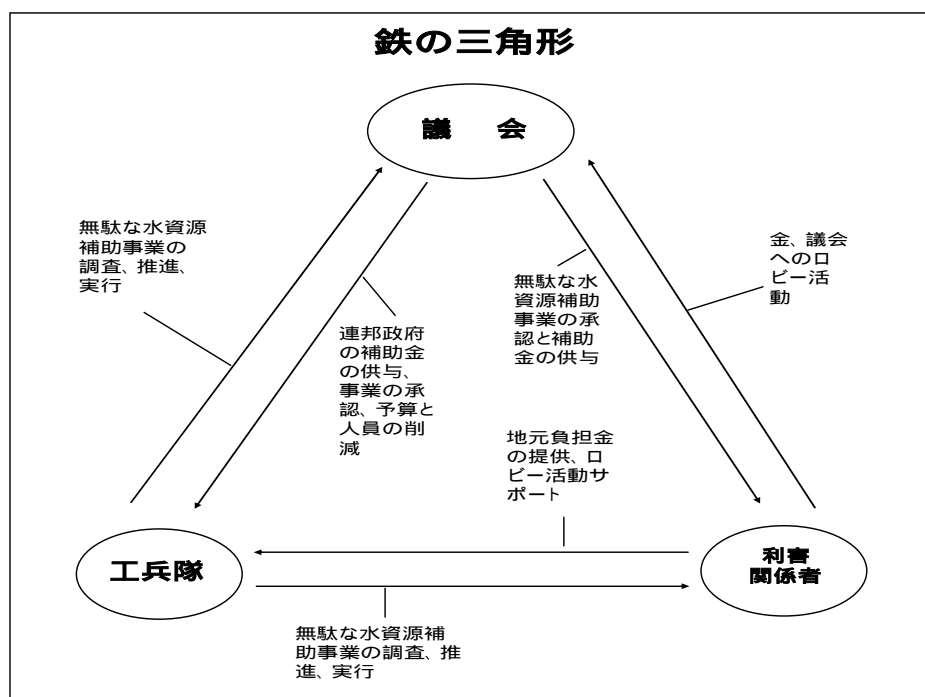 鉄の三角形
議 会
無駄な水資源
補助事業の
調査、推進、
実行
金、議会
へのロ
ビー活
動
無駄な水
資源補助
事業の承
認と補助
金の供与
連邦政府
の補助金
の供与、
事業の承
認、予算と
人員の削
減
地元負担金
の提供、ロ
ビー活動サ
ポート
工兵隊
利害
関係者
無駄な水資源補
助事業の調査、推
進、実行